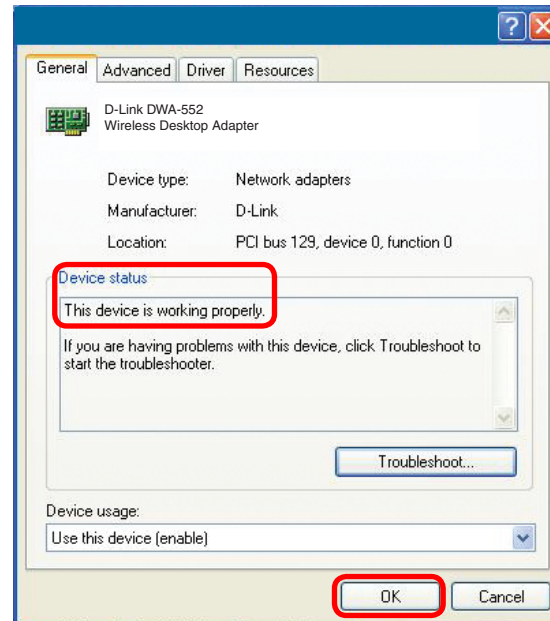 ?
General Advanced Driver Resources
D-Link DWA-552
Wireless Desktop Adapter
Device type: Network adapters
Manufacturer: D-Link
Location: PCI bus 129, device 0, function 0
Device status
This device is working properly.
If you are having problems with this device, click Troubleshoot to
start the troubleshooter.
Troubleshoot...
Device usage:
Use this device (enable)
OK Cancel